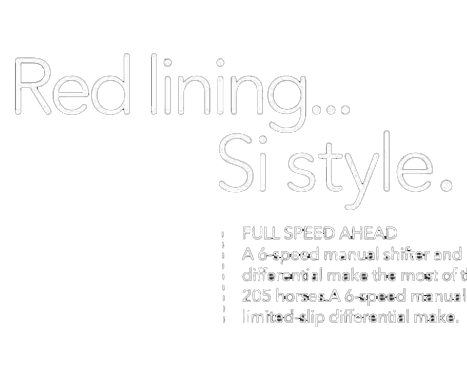 Red lining...
Si style.
FULL SPEED AHEAD
A 6-speed manual shifter and
differential make the most of t
205 horses.A 6-speed manual
limited-slip differential make.